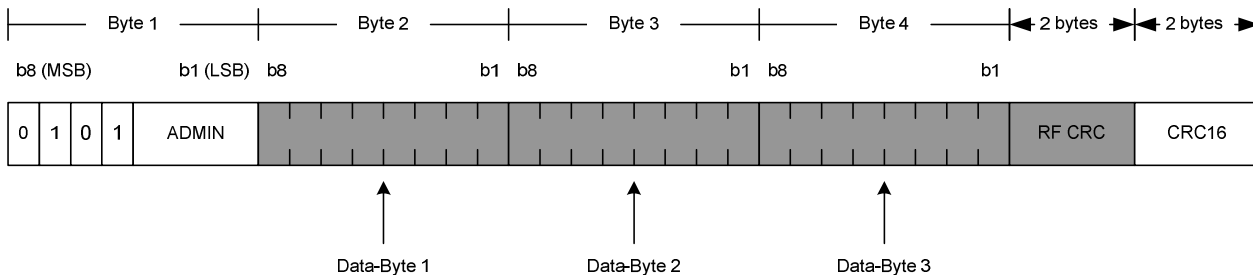 Byte 1 Byte 2 Byte 3 Byte 4 2 bytes 2 bytes
b8 (MSB) b1 (LSB) b8 b1 b8 b1 b8 b1
0 1 0 1 ADMIN RF CRC CRC16
Data-Byte 1 Data-Byte 2 Data-Byte 3